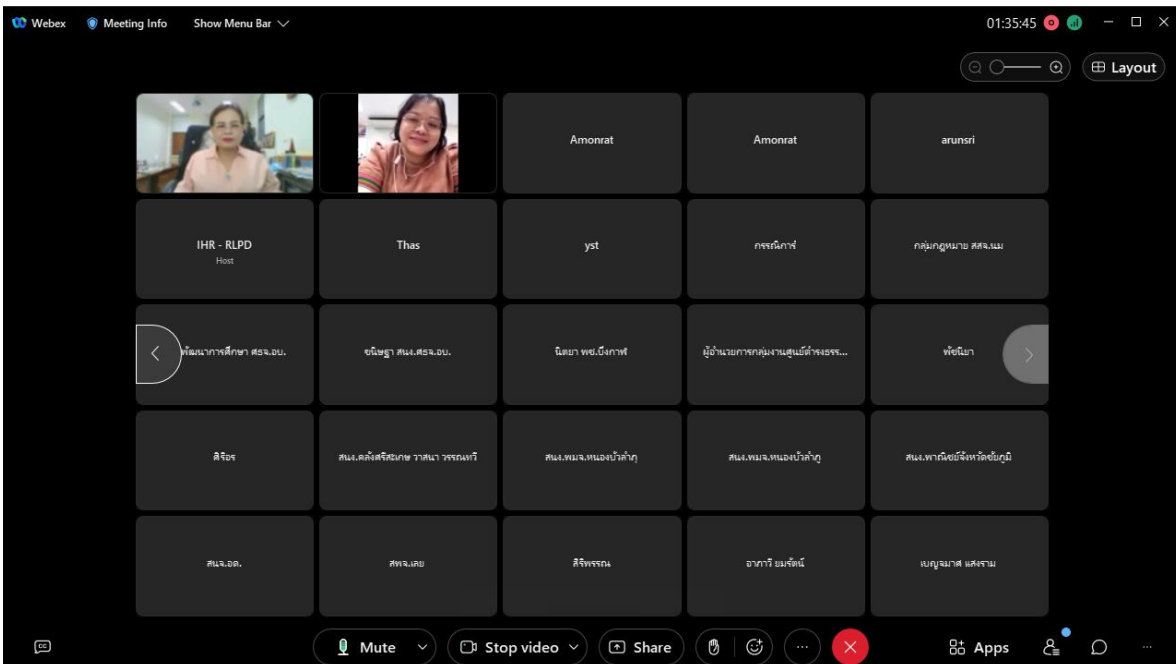 Webex
Meeting Info
Show Menu Bar
01:35:45
Layout
Amonrat
Amonrat
arunsri
IHR - RLPD
Host
Thas
yst
กรรณิการ์
กลุ่มกฎหมาย สสจ.นม
พัฒนาการศึกษา ศธจ.อบ.
ขนิษฐา สนง.ศธจ.อบ.
นิตยา พช.บึงกาฬ
ผู้อำนวยการกลุ่มงานศูนย์ดำรงธรร...
พัชนิยา
ศิริอร
สนง.คลังศรีสะเกษ วาสนา วรรณทวี
สนง.พมจ.หนองบัวลำภู
สนง.พมจ.หนองบัวลำภู
สนง.พาณิชย์จังหวัดชัยภูมิ
สนจ.อด.
สพจ.เลย
สิริพรรณ
อาภาวี ยมรัตน์
เบญจมาศ แสงราม
CC
Mute
Stop video
Share
Apps